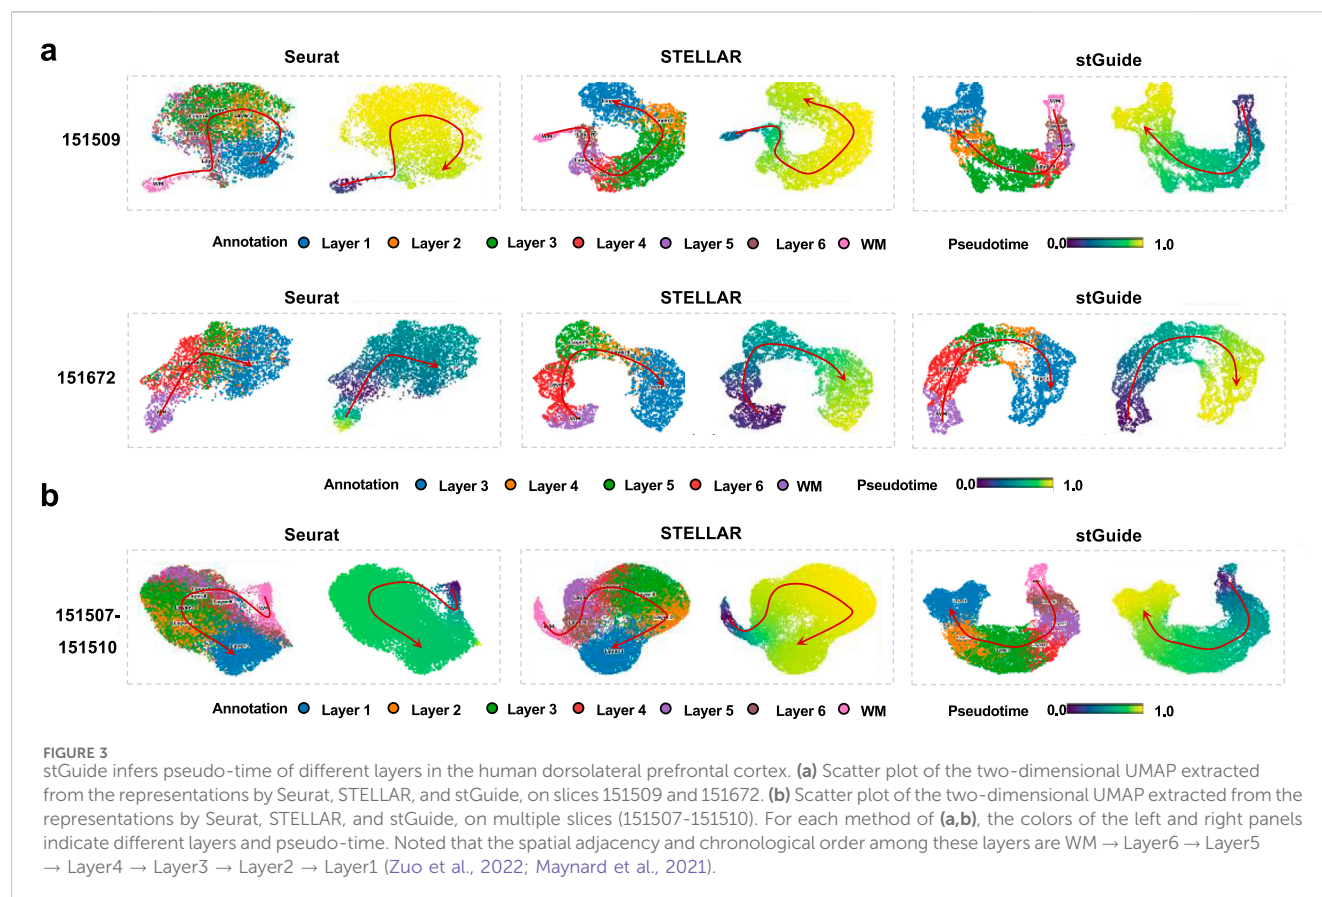 a
Seurat STELLAR stGuide
151509
Annotation Layer 1 Layer 2 Layer 3 Layer 4 Layer 5 Layer 6 WM Pseudotime 0.0 1.0
Seurat STELLAR stGuide
151672
Annotation Layer 3 Layer 4 Layer 5 Layer 6 WM Pseudotime 0.0 1.0
b
Seurat STELLAR stGuide
151507-
151510
Annotation Layer 1 Layer 2 Layer 3 Layer 4 Layer 5 Layer 6 WM Pseudotime 0.0 1.0
FIGURE 3
stGuide infers pseudo-time of different layers in the human dorsolateral prefrontal cortex. (a) Scatter plot of the two-dimensional UMAP extracted
from the representations by Seurat, STELLAR, and stGuide, on slices 151509 and 151672. (b) Scatter plot of the two-dimensional UMAP extracted from the
representations by Seurat, STELLAR, and stGuide, on multiple slices (151507-151510). For each method of (a,b), the colors of the left and right panels
indicate different layers and pseudo-time. Noted that the spatial adjacency and chronological order among these layers are WM → Layer6 → Layer5
→ Layer4 → Layer3 → Layer2 → Layer1 (Zuo et al., 2022; Maynard et al., 2021).